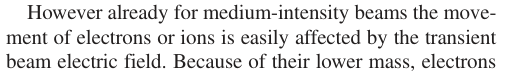 However already for medium-intensity beams the move-
ment of electrons or ions is easily affected by the transient
beam electric field. Because of their lower mass, electrons